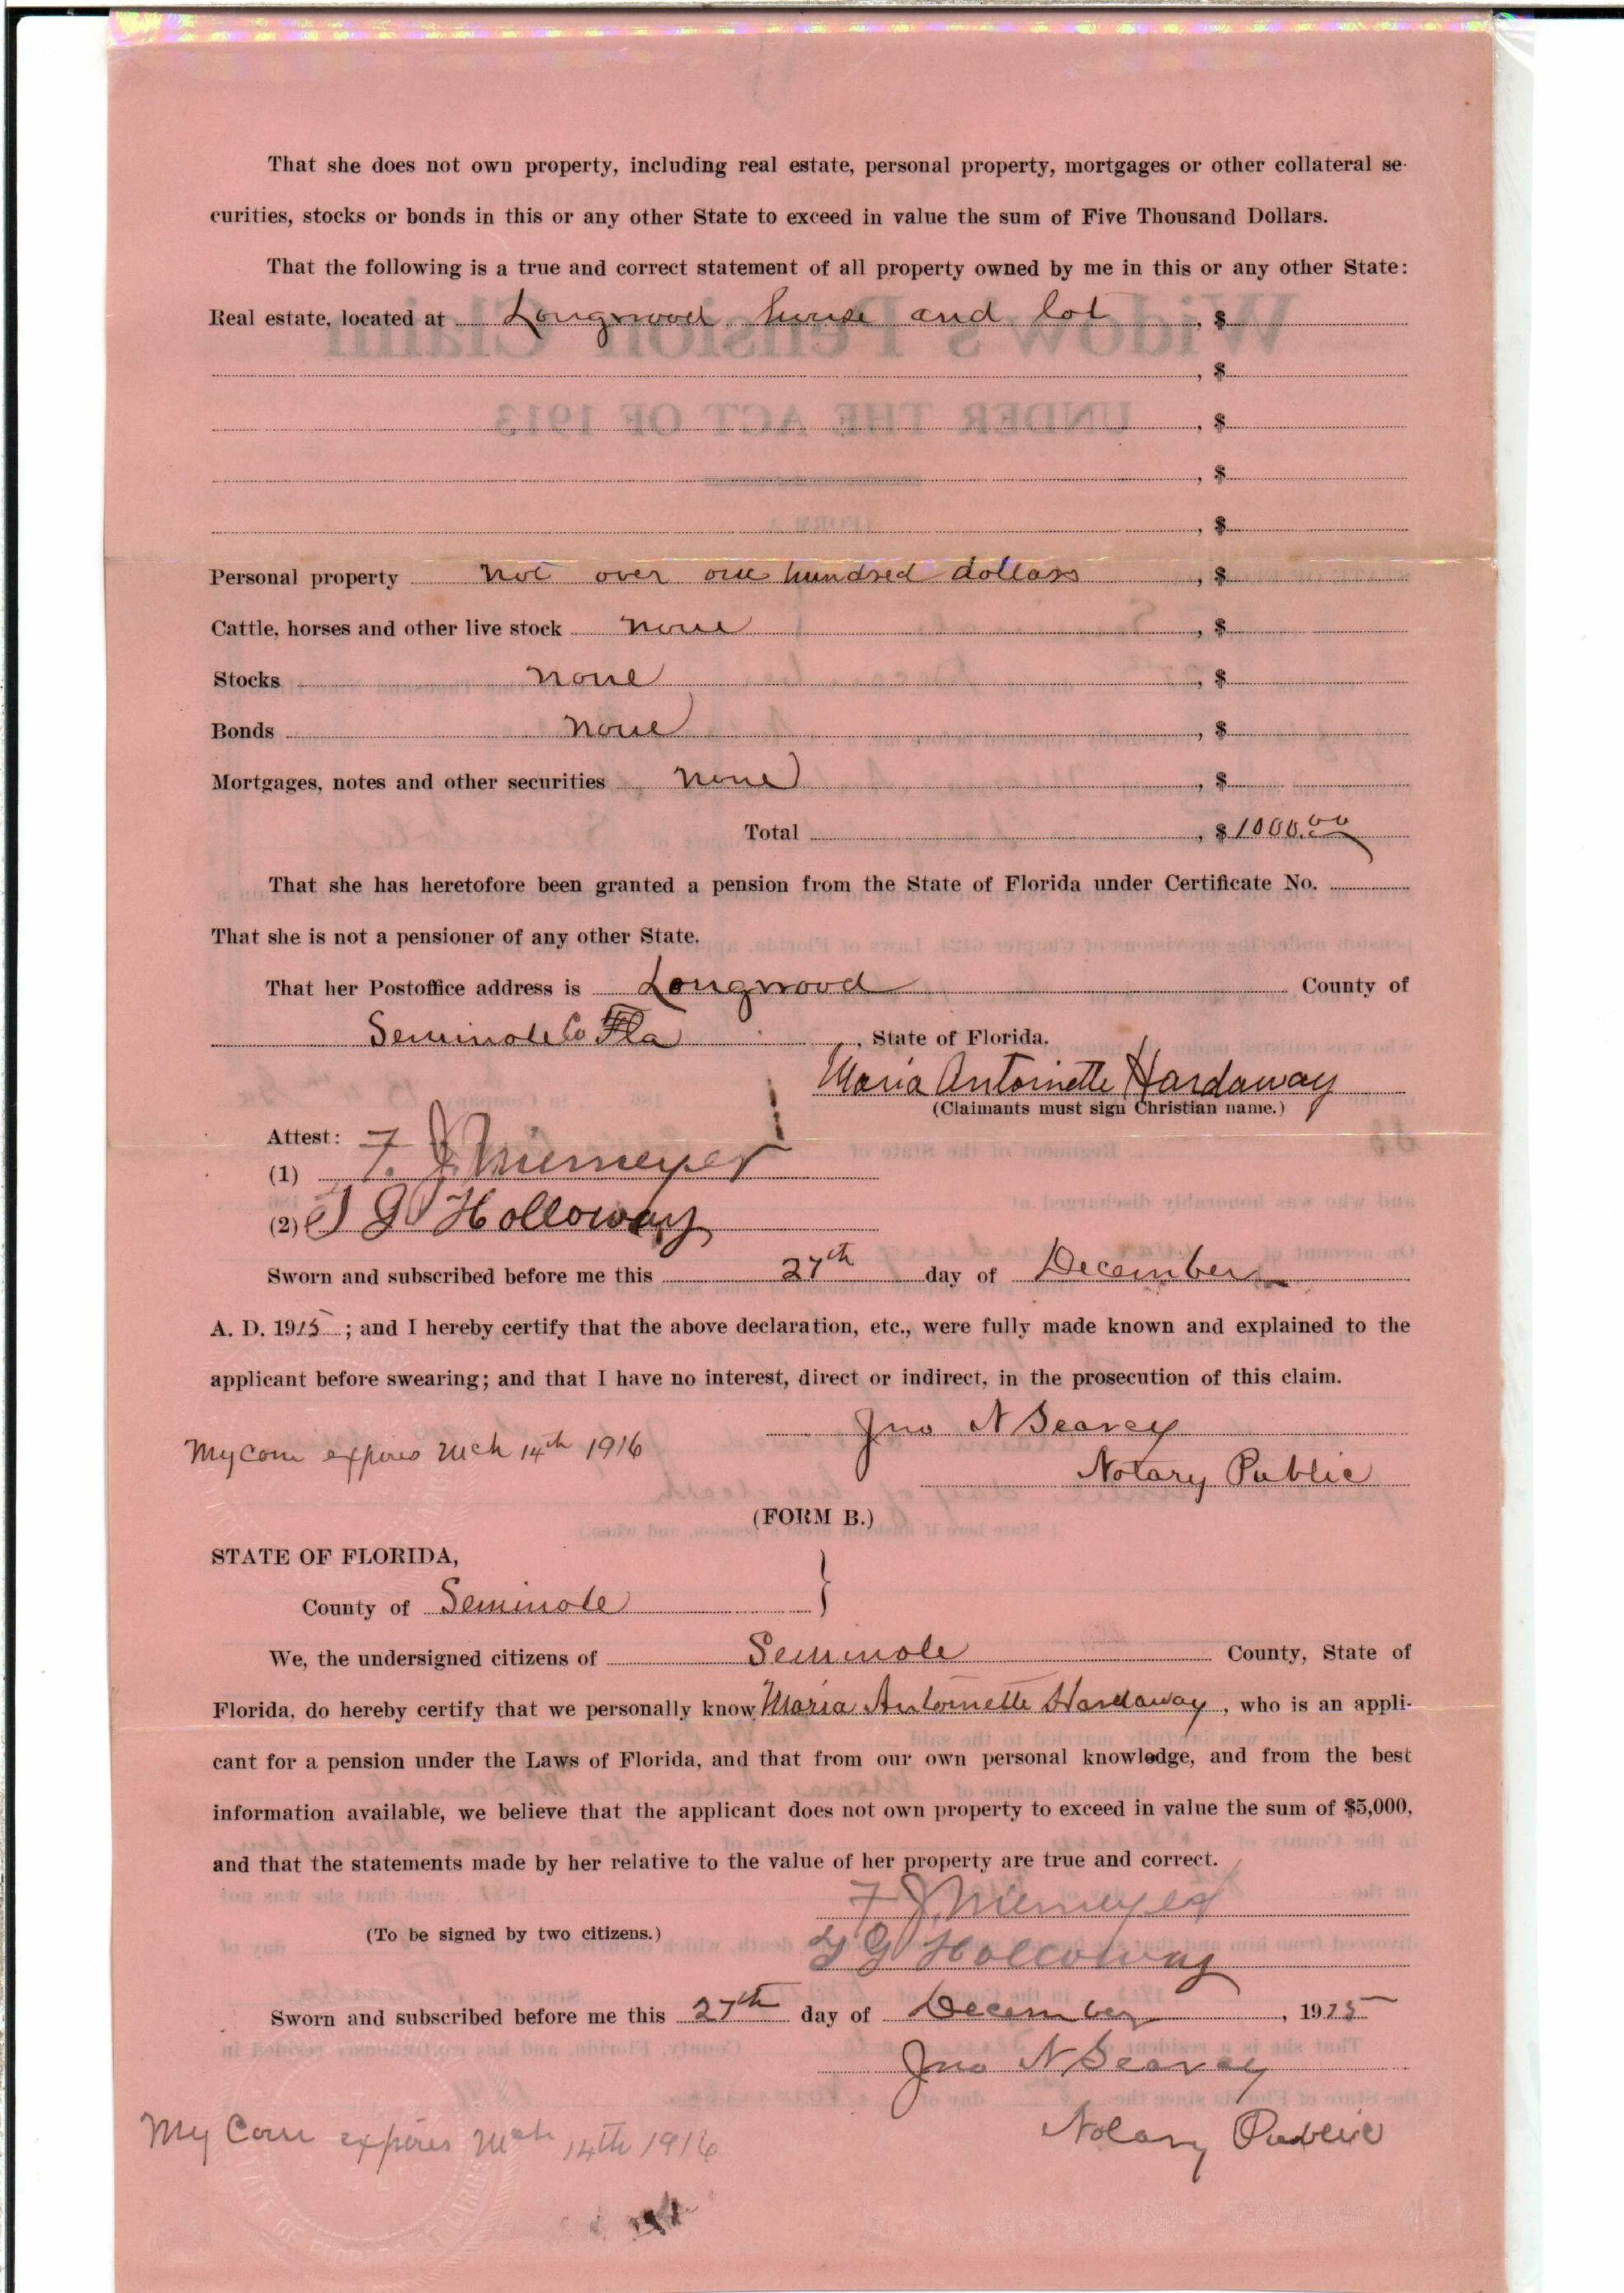 That she does not own property, including real estate, personal property, mortgages or other collateral se-
curities, stocks or bonds in this or any other State to exceed in value the sum of Five Thousand Dollars.
That the following is a true and correct statement of all property owned by me in this or any other State:
Real estate, located at Longwood house and lot , $
, $
, $
, $
, $
Personal property not over one hundred dollars , $
Cattle, horses and other live stock none , $
Stocks none , $
Bonds none , $
Mortgages, notes and other securities none , $
Total , $ 1000.00
That she has heretofore been granted a pension from the State of Florida under Certificate No.
That she is not a pensioner of any other State.
That her Postoffice address is Longwood County of
Seminole Co Fla , State of Florida.
Maria Antoinette Hardaway
(Claimants must sign Christian name.)
Attest:
(1) F. J. Niemeyer
(2) J G Holloway
Sworn and subscribed before me this 27th day of December
A. D. 1915 ; and I hereby certify that the above declaration, etc., were fully made known and explained to the
applicant before swearing; and that I have no interest, direct or indirect, in the prosecution of this claim.
Jno N Searcy
My Com expires Mch 14th 1916
Notary Public
(FORM B.)
STATE OF FLORIDA,
County of Seminole
We, the undersigned citizens of Seminole County, State of
Florida, do hereby certify that we personally know Maria Antoinette Hardaway , who is an appli-
cant for a pension under the Laws of Florida, and that from our own personal knowledge, and from the best
information available, we believe that the applicant does not own property to exceed in value the sum of $5,000,
and that the statements made by her relative to the value of her property are true and correct.
F J Niemeyer
(To be signed by two citizens.)
J G Holloway
Sworn and subscribed before me this 27th day of December , 1915
Jno N Searcy
My Com expires Mch 14th 1916
Notary Public